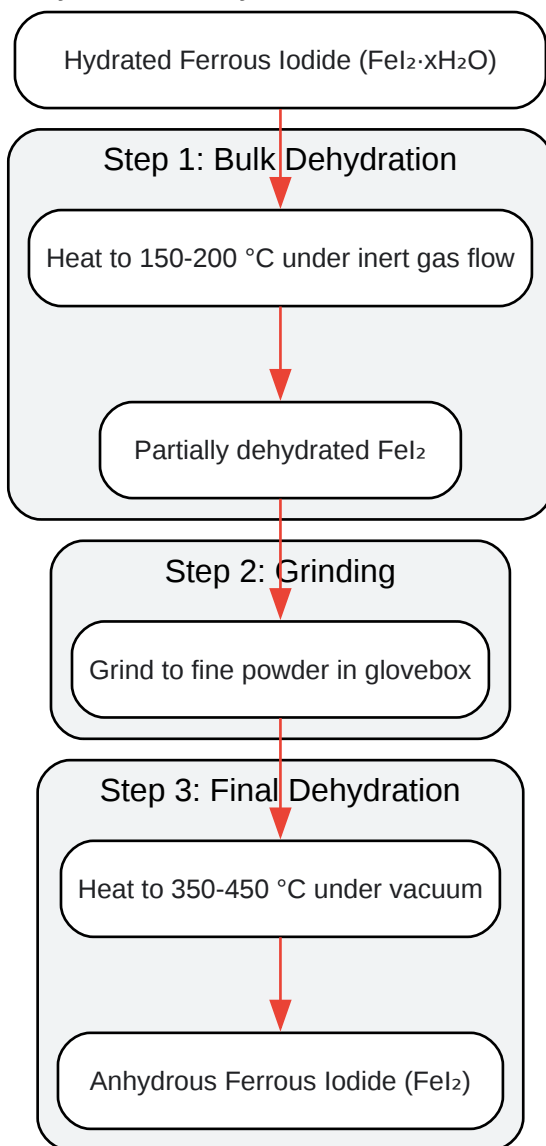 Hydrated Ferrous Iodide (FeI₂·xH₂O)
Step 1: Bulk Dehydration
Heat to 150-200 °C under inert gas flow
Partially dehydrated FeI₂
Step 2: Grinding
Grind to fine powder in glovebox
Step 3: Final Dehydration
Heat to 350-450 °C under vacuum
Anhydrous Ferrous Iodide (FeI₂)